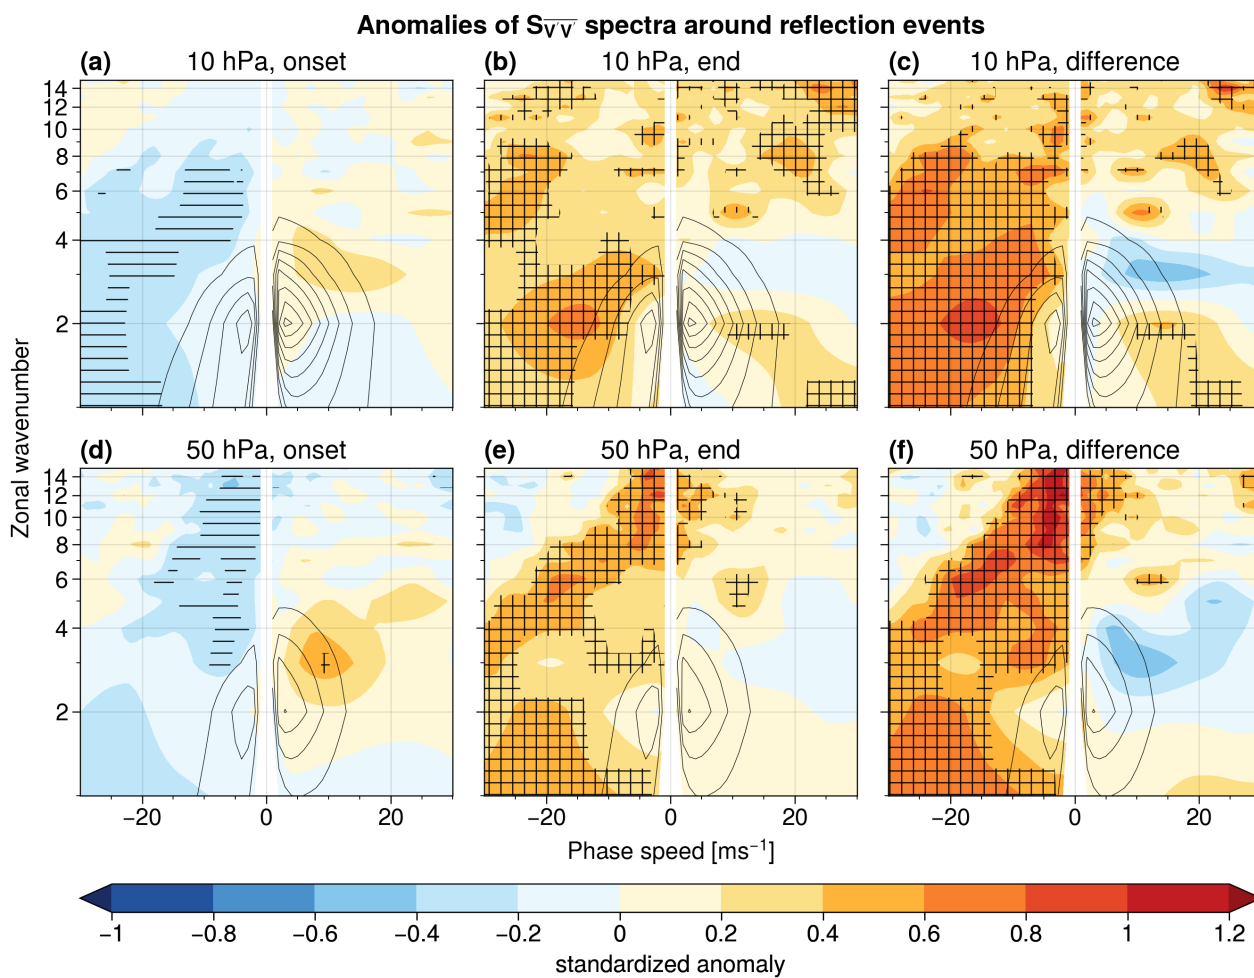 Anomalies of S_{\overline{v'v'}} spectra around reflection events
(a) 10 hPa, onset
(b) 10 hPa, end
(c) 10 hPa, difference
14
12
10
8
6
4
2
−20 0 20
−20 0 20
−20 0 20
(d) 50 hPa, onset
(e) 50 hPa, end
(f) 50 hPa, difference
14
12
10
8
6
4
2
Zonal wavenumber
Phase speed [ms⁻¹]
−1 −0.8 −0.6 −0.4 −0.2 0 0.2 0.4 0.6 0.8 1 1.2
standardized anomaly